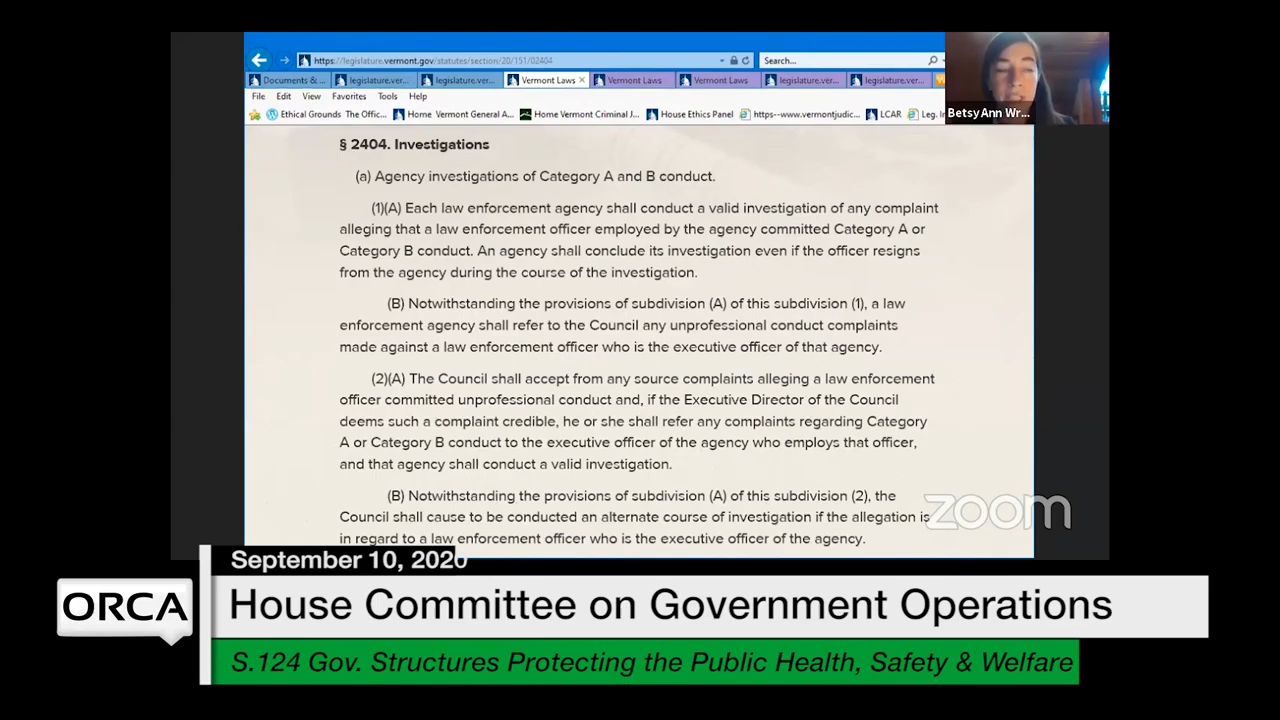 https://legislature.vermont.gov/statutes/section/20/151/02404
Search...
Documents & ...
legislature.ver...
legislature.ver...
Vermont Laws
Vermont Laws
Vermont Laws
legislature.ver...
legislature.ver...
File Edit View Favorites Tools Help
Ethical Grounds The Offic...
Home Vermont General A...
Home Vermont Criminal J...
House Ethics Panel
https--www.vermontjudic...
LCAR
Leg. I
Betsy Ann Wr...
§ 2404. Investigations
(a) Agency investigations of Category A and B conduct.
(1)(A) Each law enforcement agency shall conduct a valid investigation of any complaint
alleging that a law enforcement officer employed by the agency committed Category A or
Category B conduct. An agency shall conclude its investigation even if the officer resigns
from the agency during the course of the investigation.
(B) Notwithstanding the provisions of subdivision (A) of this subdivision (1), a law
enforcement agency shall refer to the Council any unprofessional conduct complaints
made against a law enforcement officer who is the executive officer of that agency.
(2)(A) The Council shall accept from any source complaints alleging a law enforcement
officer committed unprofessional conduct and, if the Executive Director of the Council
deems such a complaint credible, he or she shall refer any complaints regarding Category
A or Category B conduct to the executive officer of the agency who employs that officer,
and that agency shall conduct a valid investigation.
(B) Notwithstanding the provisions of subdivision (A) of this subdivision (2), the
Council shall cause to be conducted an alternate course of investigation if the allegation is
in regard to a law enforcement officer who is the executive officer of the agency.
zoom
September 10, 2020
ORCA
House Committee on Government Operations
S.124 Gov. Structures Protecting the Public Health, Safety & Welfare